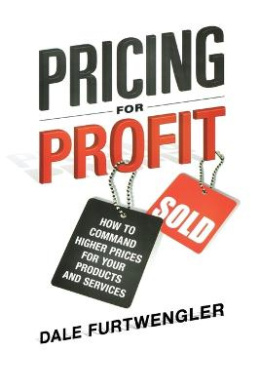 PRICING
FOR
PROFIT
SOLD
HOW TO
COMMAND
HIGHER PRICES
FOR YOUR
PRODUCTS
AND SERVICES
DALE FURTWENGLER